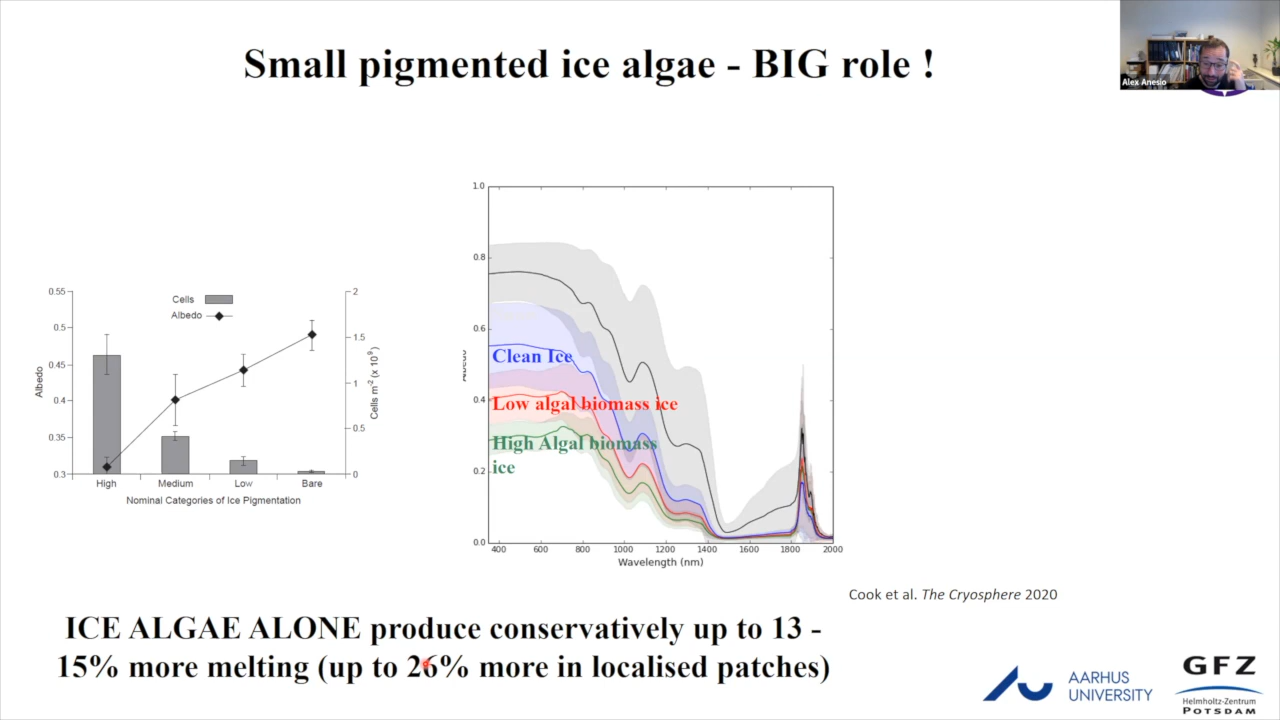 Small pigmented ice algae - BIG role !
Alex Anesio
Cells
Albedo
0.55
0.5
0.45
0.4
0.35
0.3
Albedo
2
1.5
1
0.5
0
Cells m-2 (x 109)
High Medium Low Bare
Nominal Categories of Ice Pigmentation
1.0
0.8
0.6
0.4
0.2
0.0
Albedo
Clean Ice
Low algal biomass ice
High Algal biomass
ice
400 600 800 1000 1200 1400 1600 1800 2000
Wavelength (nm)
Cook et al. The Cryosphere 2020
ICE ALGAE ALONE produce conservatively up to 13 -
15% more melting (up to 26% more in localised patches)
AARHUS
UNIVERSITY
GFZ
Helmholtz-Zentrum
POTSDAM